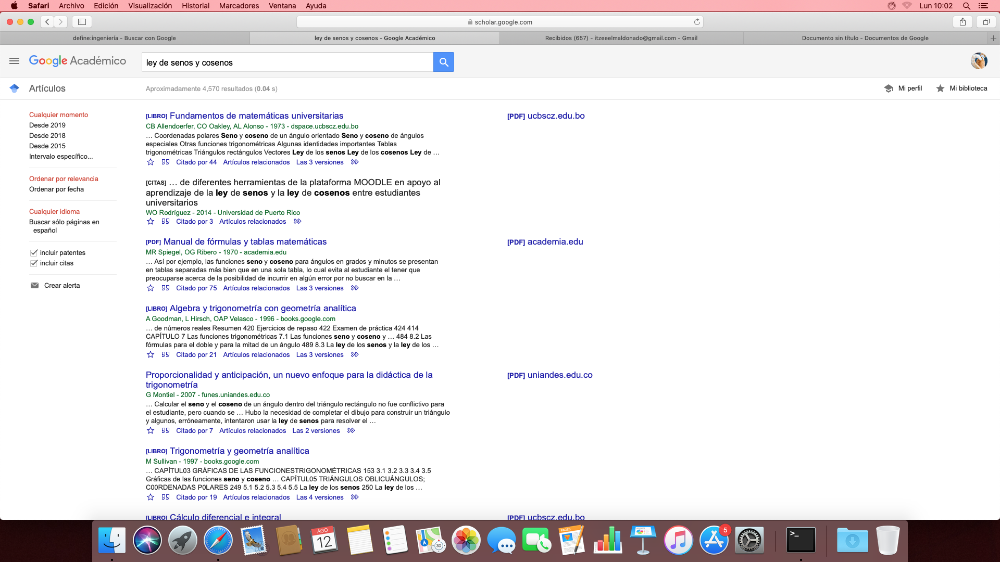 Safari Archivo Edición Visualización Historial Marcadores Ventana Ayuda Lun 10:02
scholar.google.com
define:ingeniería - Buscar con Google
ley de senos y cosenos - Google Académico
Recibidos (657) - itzeeelmaldonado@gmail.com - Gmail
Documento sin título - Documentos de Google
Google Académico
ley de senos y cosenos
Artículos
Aproximadamente 4,570 resultados (0.04 s)
Mi perfil
Mi biblioteca
Cualquier momento
Desde 2019
Desde 2018
Desde 2015
Intervalo específico...
Ordenar por relevancia
Ordenar por fecha
Cualquier idioma
Buscar sólo páginas en
español
incluir patentes
incluir citas
Crear alerta
[LIBRO] Fundamentos de matemáticas universitarias
[PDF] ucbscz.edu.bo
CB Allendoerfer, CO Oakley, AL Alonso - 1973 - dspace.ucbscz.edu.bo
… Coordenadas polares Seno y coseno de un ángulo orientado Seno y coseno de ángulos
especiales Otras funciones trigonométricas Algunas identidades importantes Tablas
trigonométricas Triángulos rectángulos Vectores Ley de los senos Ley de los cosenos Ley de …
Citado por 44 Artículos relacionados Las 3 versiones
[CITAS] … de diferentes herramientas de la plataforma MOODLE en apoyo al
aprendizaje de la ley de senos y la ley de cosenos entre estudiantes
universitarios
WO Rodríguez - 2014 - Universidad de Puerto Rico
Citado por 3 Artículos relacionados
[PDF] Manual de fórmulas y tablas matemáticas
[PDF] academia.edu
MR Spiegel, OG Ribero - 1970 - academia.edu
… Así por ejemplo, las funciones seno y coseno para ángulos en grados y minutos se presentan
en tablas separadas más bien que en una sola tabla, lo cual evita al estudiante el tener que
preocuparse acerca de la posibilidad de incurrir en algún error por no buscar en la …
Citado por 75 Artículos relacionados Las 3 versiones
[LIBRO] Algebra y trigonometría con geometría analítica
A Goodman, L Hirsch, OAP Velasco - 1996 - books.google.com
… de números reales Resumen 420 Ejercicios de repaso 422 Examen de práctica 424 414
CAPÍTULO 7 Las funciones trigonométricas 7.1 Las funciones seno y coseno y … 484 8.2 Las
fórmulas para el doble y para la mitad de un ángulo 489 8.3 La ley de los senos y la ley de los …
Citado por 21 Artículos relacionados Las 3 versiones
Proporcionalidad y anticipación, un nuevo enfoque para la didáctica de la
trigonometría
[PDF] uniandes.edu.co
G Montiel - 2007 - funes.uniandes.edu.co
… Calcular el seno y el coseno de un ángulo dentro del triángulo rectángulo no fue conflictivo para
el estudiante, pero cuando se … Hubo la necesidad de completar el dibujo para construir un triángulo
y algunos, erróneamente, intentaron usar la ley de senos para resolver el …
Citado por 7 Artículos relacionados Las 2 versiones
[LIBRO] Trigonometría y geometría analítica
M Sullivan - 1997 - books.google.com
… CAPÍTUL03 GRÁFICAS DE LAS FUNCIONESTRIGONOMÉTRICAS 153 3.1 3.2 3.3 3.4 3.5
Gráficas de las funciones seno y coseno … CAPÍTUL05 TRIÁNGULOS OBLICUÁNGULOS;
C00RDENADAS P0LARES 249 5.1 5.2 5.3 5.4 5.5 La ley de los senos 250 La ley de los …
Citado por 19 Artículos relacionados Las 4 versiones
[LIBRO] Cálculo diferencial e integral
[PDF] ucbscz.edu.bo
AGO
12
3D
PAGES
5
>_